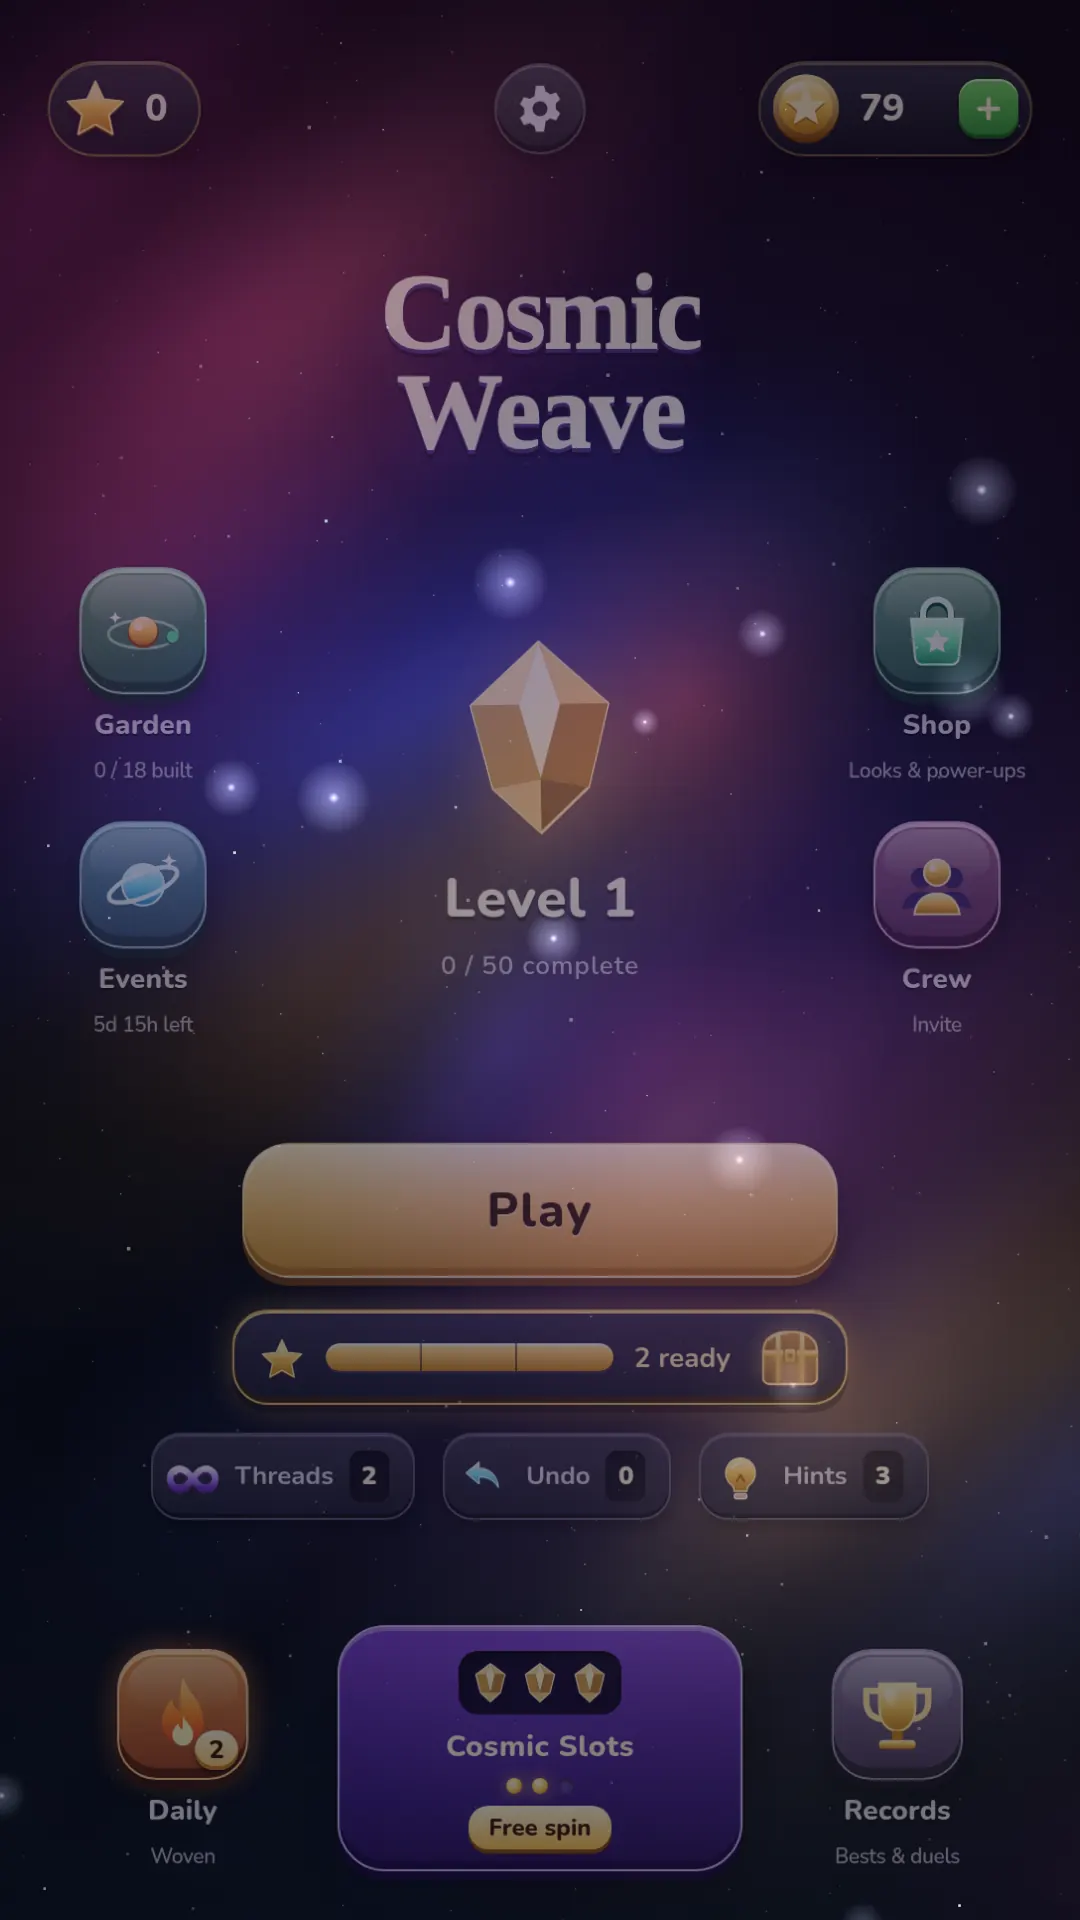 0
79
Cosmic
Weave
Garden
0 / 18 built
Shop
Looks & power-ups
Events
5d 15h left
Level 1
0 / 50 complete
Crew
Invite
Play
2 ready
Threads 2
Undo 0
Hints 3
2
Daily
Woven
Cosmic Slots
Free spin
Records
Bests & duels